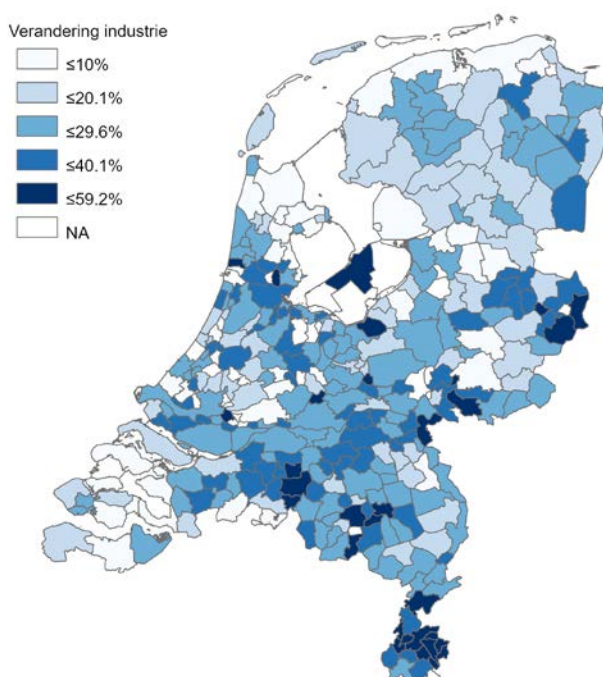 Verandering industrie
≤10%
≤20.1%
≤29.6%
≤40.1%
≤59.2%
NA